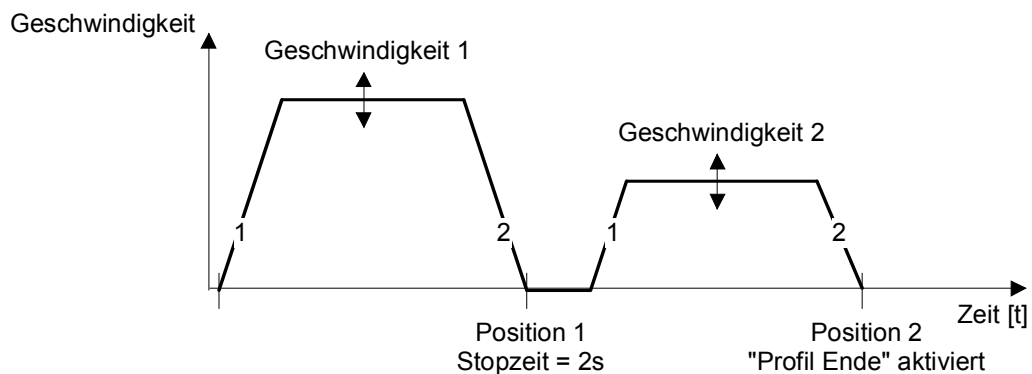 Geschwindigkeit
Geschwindigkeit 1
Geschwindigkeit 2
1
2
1
2
Zeit [t]
Position 1
Stopzeit = 2s
Position 2
"Profil Ende" aktiviert